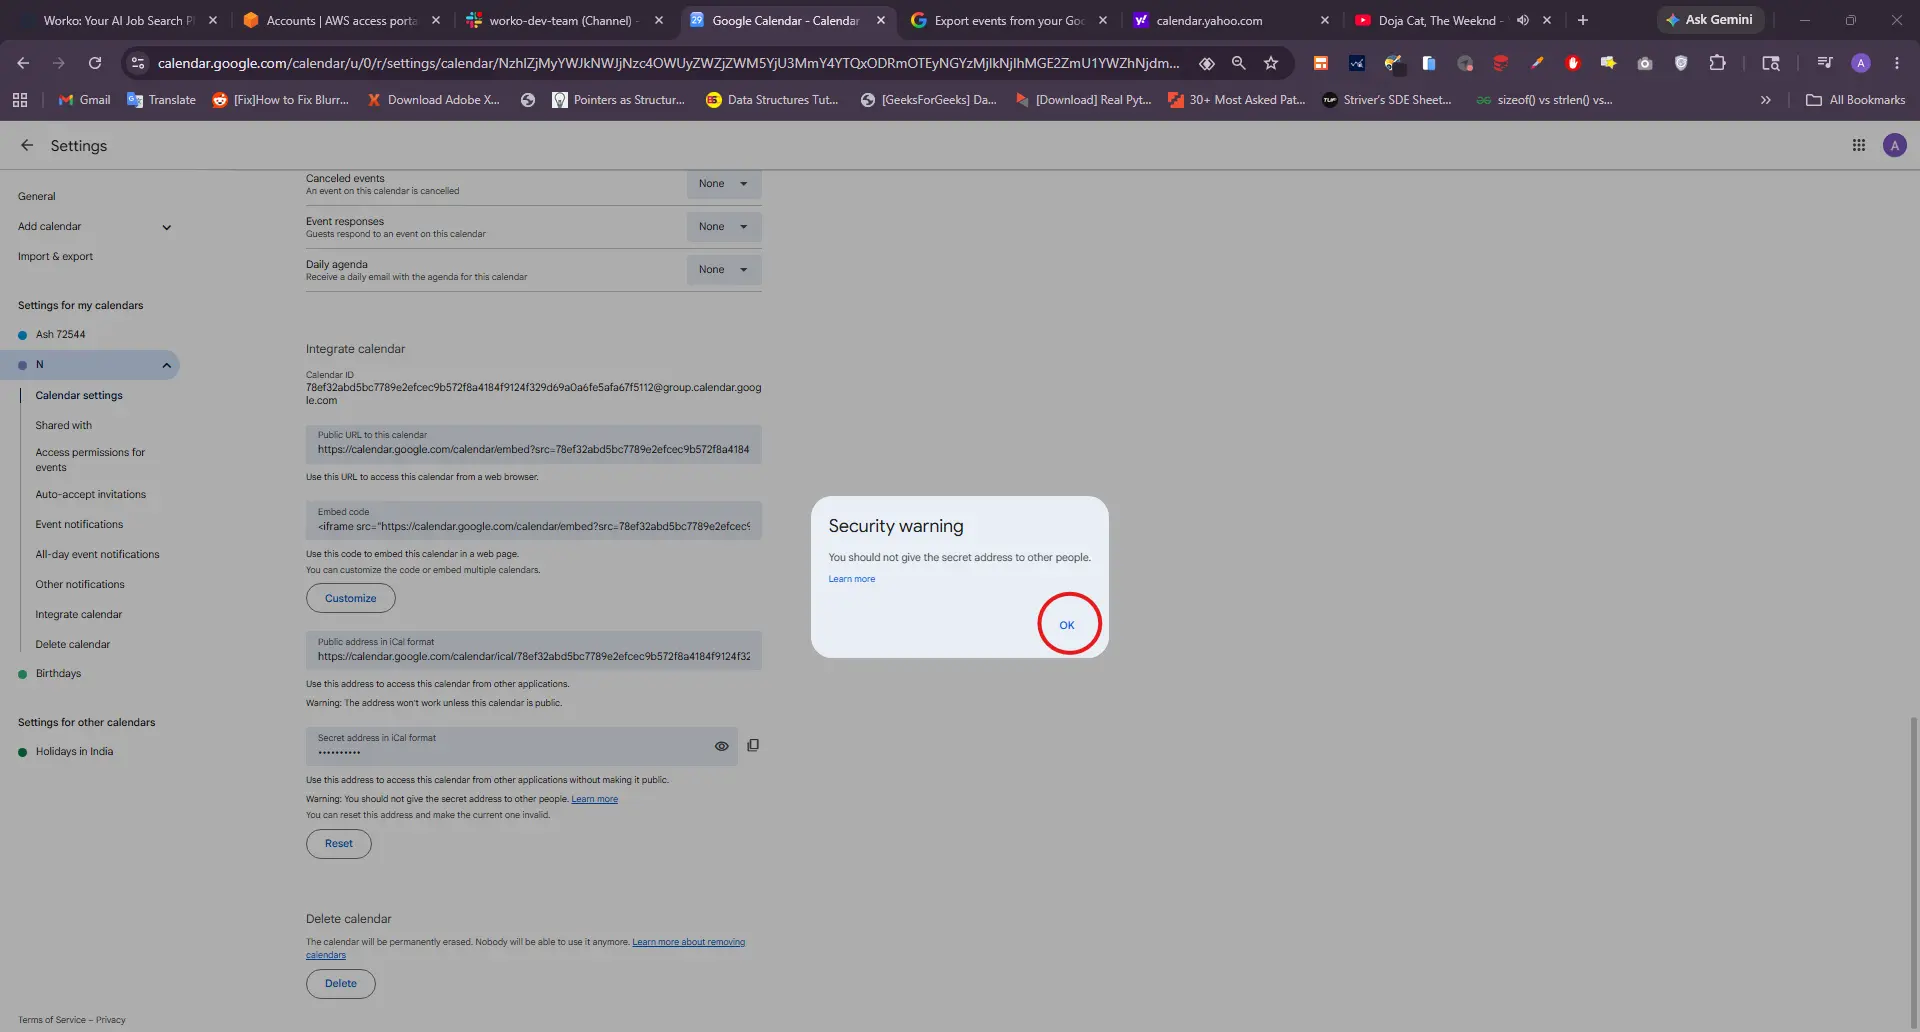 Worko: Your AI Job Search Pl
Accounts | AWS access porta
worko-dev-team (Channel) -
Google Calendar - Calendar
Export events from your Goo
calendar.yahoo.com
Doja Cat, The Weeknd -
Ask Gemini
calendar.google.com/calendar/u/0/r/settings/calendar/NzhlZjMyYWJkNWJjNzc4OWUyZWZjZWM5YjU3MmY4YTQxODRmOTEyNGYzMjlkNjlhMGE2ZmU1YWZhNjdm...
Gmail
Translate
[Fix]How to Fix Blurr...
Download Adobe X...
Pointers as Structur...
Data Structures Tut...
[GeeksForGeeks] Da...
[Download] Real Pyt...
30+ Most Asked Pat...
Striver's SDE Sheet...
sizeof() vs strlen() vs...
All Bookmarks
Settings
A
General
Add calendar
Import & export
Settings for my calendars
Ash 72544
N
Calendar settings
Shared with
Access permissions for
events
Auto-accept invitations
Event notifications
All-day event notifications
Other notifications
Integrate calendar
Delete calendar
Birthdays
Settings for other calendars
Holidays in India
Terms of Service – Privacy
Canceled events
An event on this calendar is cancelled
None
Event responses
Guests respond to an event on this calendar
None
Daily agenda
Receive a daily email with the agenda for this calendar
None
Integrate calendar
Calendar ID
78ef32abd5bc7789e2efcec9b572f8a4184f9124f329d69a0a6fe5afa67f5112@group.calendar.goog
le.com
Public URL to this calendar
https://calendar.google.com/calendar/embed?src=78ef32abd5bc7789e2efcec9b572f8a4184
Use this URL to access this calendar from a web browser.
Embed code
<iframe src="https://calendar.google.com/calendar/embed?src=78ef32abd5bc7789e2efcec9
Use this code to embed this calendar in a web page.
You can customize the code or embed multiple calendars.
Customize
Public address in iCal format
https://calendar.google.com/calendar/ical/78ef32abd5bc7789e2efcec9b572f8a4184f9124f32
Use this address to access this calendar from other applications.
Warning: The address won't work unless this calendar is public.
Secret address in iCal format
••••••••••
Use this address to access this calendar from other applications without making it public.
Warning: You should not give the secret address to other people. Learn more
You can reset this address and make the current one invalid.
Reset
Delete calendar
The calendar will be permanently erased. Nobody will be able to use it anymore. Learn more about removing
calendars
Delete
Security warning
You should not give the secret address to other people.
Learn more
OK